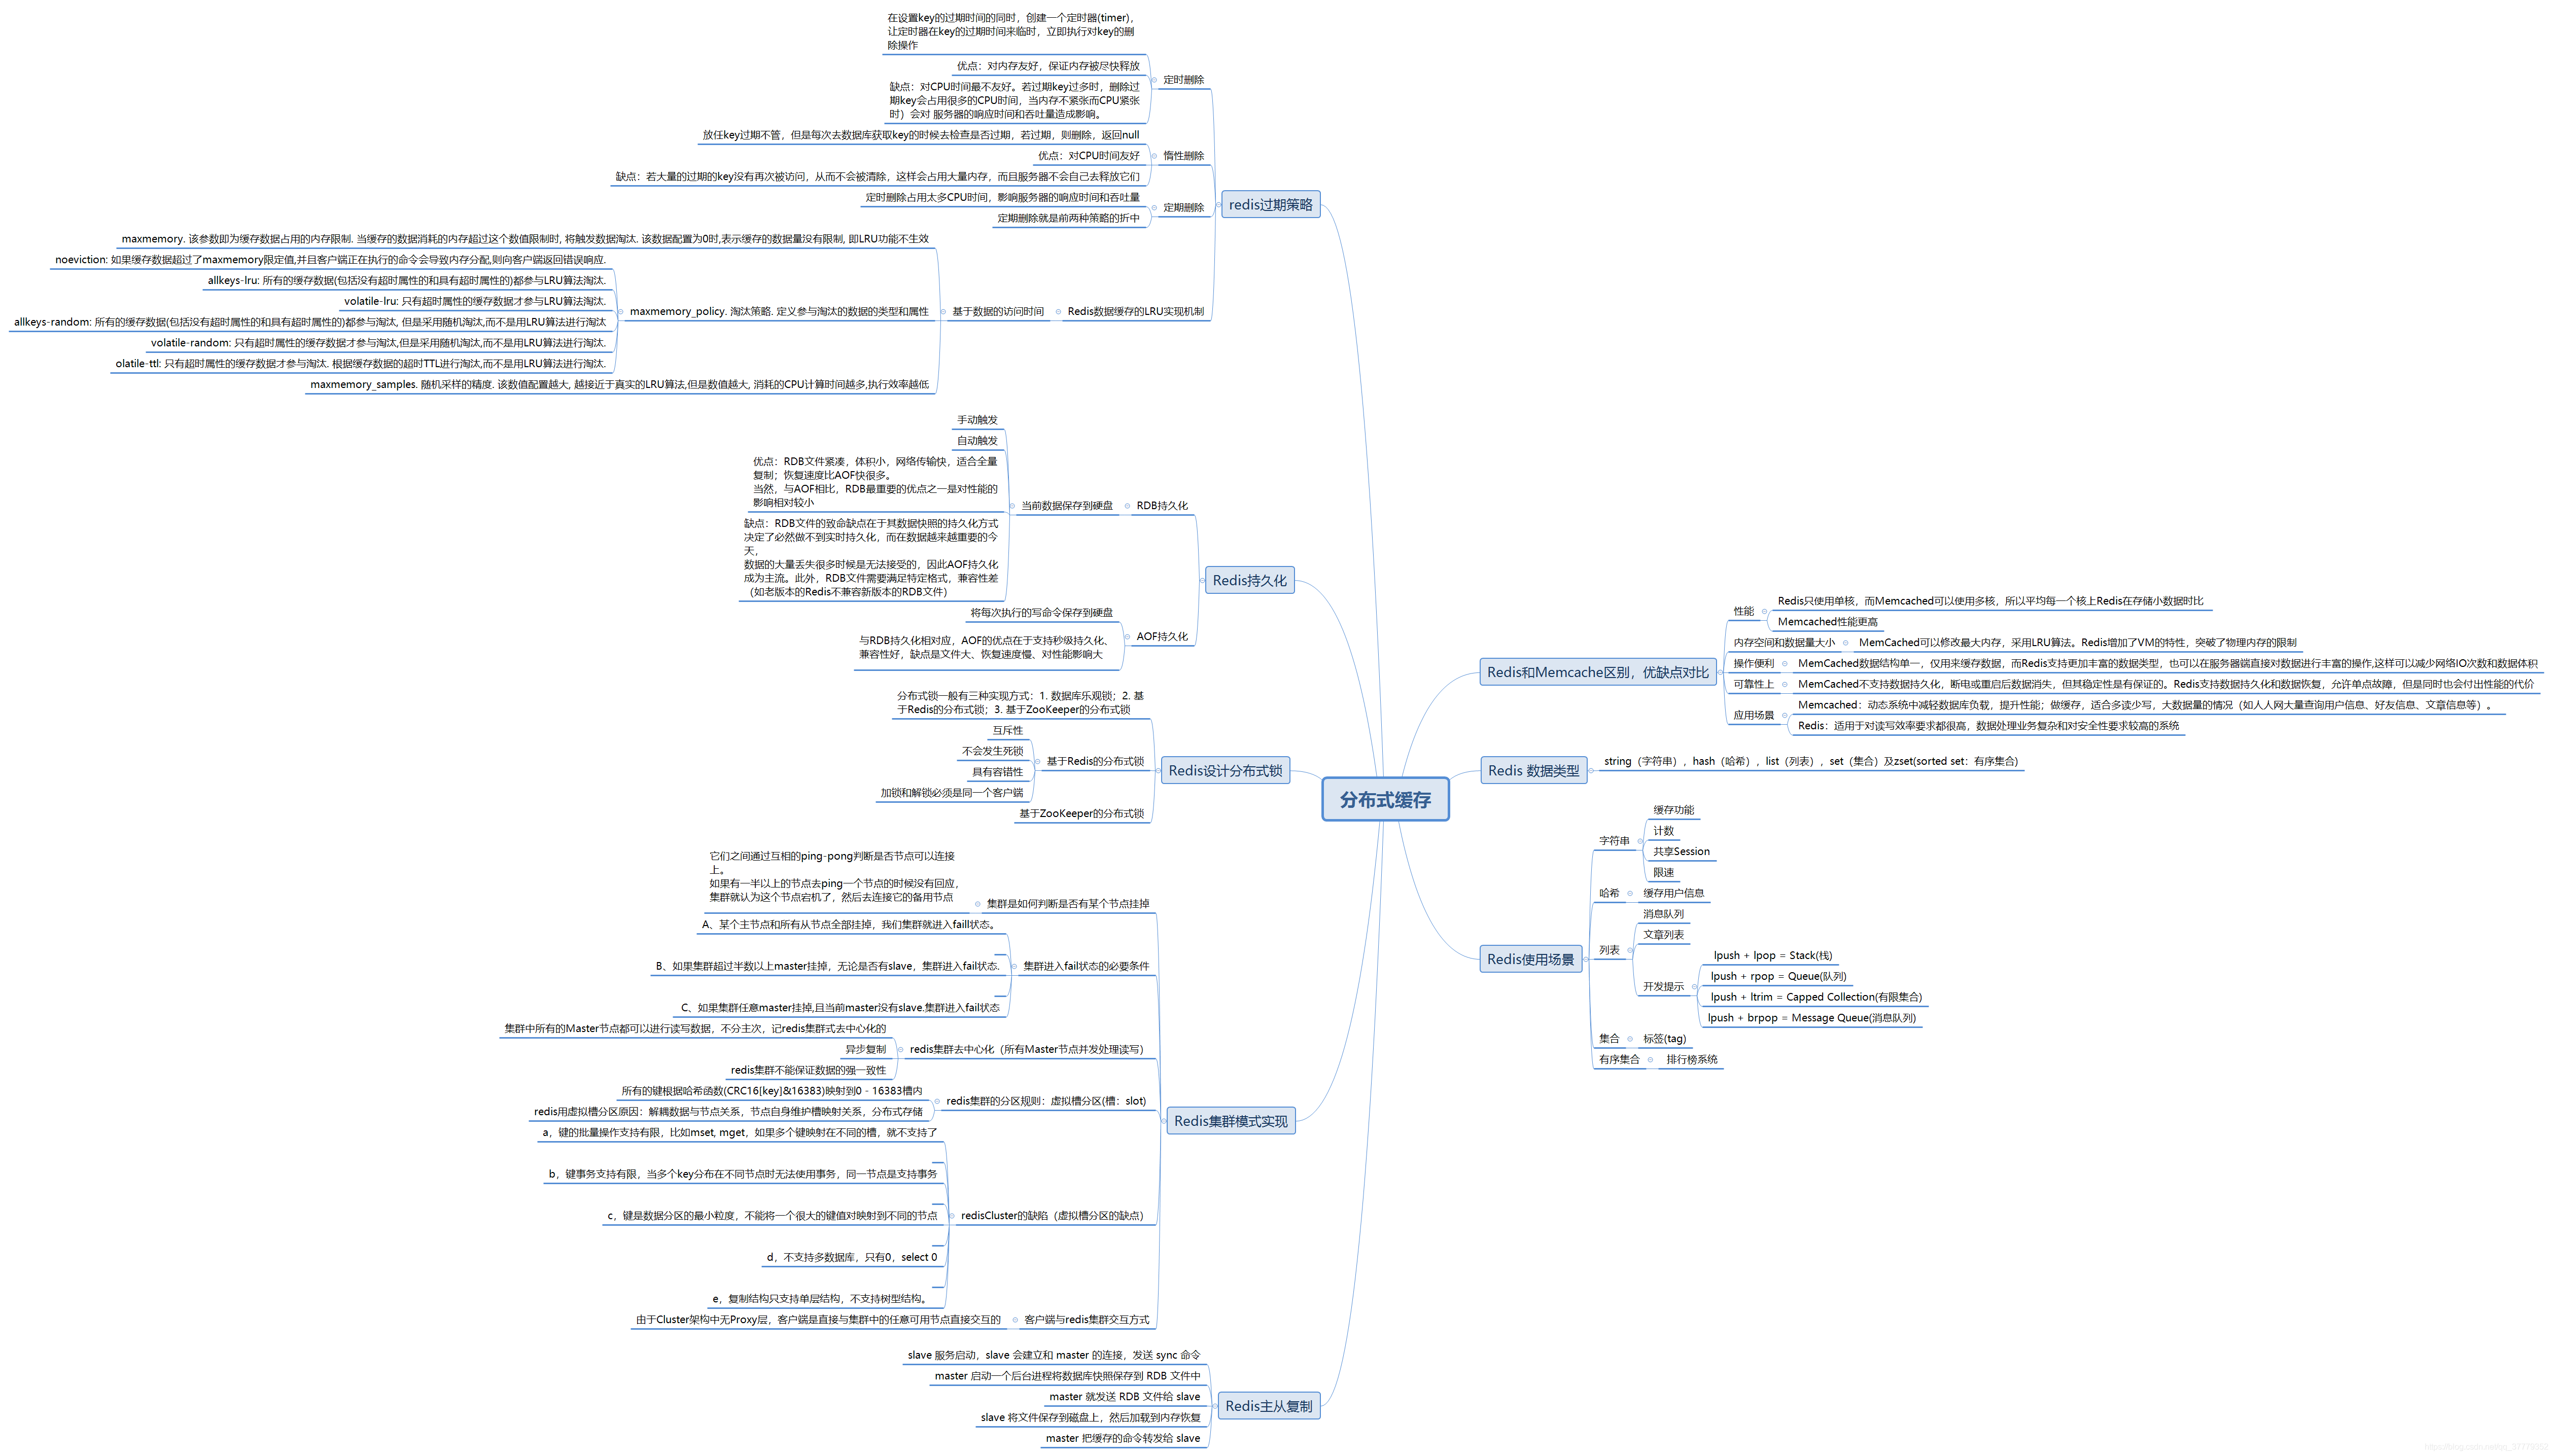 分布式缓存
redis过期策略
定时删除
在设置key的过期时间的同时，创建一个定时器(timer)，
让定时器在key的过期时间来临时，立即执行对key的删
除操作
优点：对内存友好，保证内存被尽快释放
缺点：对CPU时间最不友好。若过期key过多时，删除过
期key会占用很多的CPU时间，当内存不紧张而CPU紧张
时）会对 服务器的响应时间和吞吐量造成影响。
惰性删除
放任key过期不管，但是每次去数据库获取key的时候去检查是否过期，若过期，则删除，返回null
优点：对CPU时间友好
缺点：若大量的过期的key没有再次被访问，从而不会被清除，这样会占用大量内存，而且服务器不会自己去释放它们
定期删除
定时删除占用太多CPU时间，影响服务器的响应时间和吞吐量
定期删除就是前两种策略的折中
Redis数据缓存的LRU实现机制
基于数据的访问时间
maxmemory. 该参数即为缓存数据占用的内存限制. 当缓存的数据消耗的内存超过这个数值限制时, 将触发数据淘汰. 该数据配置为0时,表示缓存的数据量没有限制, 即LRU功能不生效
maxmemory_policy. 淘汰策略. 定义参与淘汰的数据的类型和属性
noeviction: 如果缓存数据超过了maxmemory限定值,并且客户端正在执行的命令会导致内存分配,则向客户端返回错误响应.
allkeys-lru: 所有的缓存数据(包括没有超时属性的和具有超时属性的)都参与LRU算法淘汰.
volatile-lru: 只有超时属性的缓存数据才参与LRU算法淘汰.
allkeys-random: 所有的缓存数据(包括没有超时属性的和具有超时属性的)都参与淘汰, 但是采用随机淘汰,而不是用LRU算法进行淘汰
volatile-random: 只有超时属性的缓存数据才参与淘汰,但是采用随机淘汰,而不是用LRU算法进行淘汰.
olatile-ttl: 只有超时属性的缓存数据才参与淘汰. 根据缓存数据的超时TTL进行淘汰,而不是用LRU算法进行淘汰.
maxmemory_samples. 随机采样的精度. 该数值配置越大, 越接近于真实的LRU算法,但是数值越大, 消耗的CPU计算时间越多,执行效率越低
Redis持久化
RDB持久化
当前数据保存到硬盘
手动触发
自动触发
优点：RDB文件紧凑，体积小，网络传输快，适合全量
复制；恢复速度比AOF快很多。
当然，与AOF相比，RDB最重要的优点之一是对性能的
影响相对较小
缺点：RDB文件的致命缺点在于其数据快照的持久化方式
决定了必然做不到实时持久化，而在数据越来越重要的今
天，
数据的大量丢失很多时候是无法接受的，因此AOF持久化
成为主流。此外，RDB文件需要满足特定格式，兼容性差
（如老版本的Redis不兼容新版本的RDB文件）
AOF持久化
将每次执行的写命令保存到硬盘
与RDB持久化相对应，AOF的优点在于支持秒级持久化、
兼容性好，缺点是文件大、恢复速度慢、对性能影响大
Redis设计分布式锁
分布式锁一般有三种实现方式：1. 数据库乐观锁；2. 基
于Redis的分布式锁；3. 基于ZooKeeper的分布式锁
基于Redis的分布式锁
互斥性
不会发生死锁
具有容错性
加锁和解锁必须是同一个客户端
基于ZooKeeper的分布式锁
Redis集群模式实现
集群是如何判断是否有某个节点挂掉
它们之间通过互相的ping-pong判断是否节点可以连接
上。
如果有一半以上的节点去ping一个节点的时候没有回应，
集群就认为这个节点宕机了，然后去连接它的备用节点
集群进入fail状态的必要条件
A、某个主节点和所有从节点全部挂掉，我们集群就进入faill状态。
B、如果集群超过半数以上master挂掉，无论是否有slave，集群进入fail状态.
C、如果集群任意master挂掉,且当前master没有slave.集群进入fail状态
redis集群去中心化（所有Master节点并发处理读写）
集群中所有的Master节点都可以进行读写数据，不分主次，记redis集群式去中心化的
异步复制
redis集群不能保证数据的强一致性
redis集群的分区规则：虚拟槽分区(槽：slot)
所有的键根据哈希函数(CRC16[key]&16383)映射到0－16383槽内
redis用虚拟槽分区原因：解耦数据与节点关系，节点自身维护槽映射关系，分布式存储
redisCluster的缺陷（虚拟槽分区的缺点）
a，键的批量操作支持有限，比如mset, mget，如果多个键映射在不同的槽，就不支持了
b，键事务支持有限，当多个key分布在不同节点时无法使用事务，同一节点是支持事务
c，键是数据分区的最小粒度，不能将一个很大的键值对映射到不同的节点
d，不支持多数据库，只有0，select 0
e，复制结构只支持单层结构，不支持树型结构。
客户端与redis集群交互方式
由于Cluster架构中无Proxy层，客户端是直接与集群中的任意可用节点直接交互的
Redis主从复制
slave 服务启动，slave 会建立和 master 的连接，发送 sync 命令
master 启动一个后台进程将数据库快照保存到 RDB 文件中
master 就发送 RDB 文件给 slave
slave 将文件保存到磁盘上，然后加载到内存恢复
master 把缓存的命令转发给 slave
Redis和Memcache区别，优缺点对比
性能
Redis只使用单核，而Memcached可以使用多核，所以平均每一个核上Redis在存储小数据时比
Memcached性能更高
内存空间和数据量大小
MemCached可以修改最大内存，采用LRU算法。Redis增加了VM的特性，突破了物理内存的限制
操作便利
MemCached数据结构单一，仅用来缓存数据，而Redis支持更加丰富的数据类型，也可以在服务器端直接对数据进行丰富的操作,这样可以减少网络IO次数和数据体积
可靠性上
MemCached不支持数据持久化，断电或重启后数据消失，但其稳定性是有保证的。Redis支持数据持久化和数据恢复，允许单点故障，但是同时也会付出性能的代价
应用场景
Memcached：动态系统中减轻数据库负载，提升性能；做缓存，适合多读少写，大数据量的情况（如人人网大量查询用户信息、好友信息、文章信息等）。
Redis：适用于对读写效率要求都很高，数据处理业务复杂和对安全性要求较高的系统
Redis 数据类型
string（字符串），hash（哈希），list（列表），set（集合）及zset(sorted set：有序集合)
Redis使用场景
字符串
缓存功能
计数
共享Session
限速
哈希
缓存用户信息
列表
消息队列
文章列表
开发提示
lpush + lpop = Stack(栈)
lpush + rpop = Queue(队列)
lpush + ltrim = Capped Collection(有限集合)
lpush + brpop = Message Queue(消息队列)
集合
标签(tag)
有序集合
排行榜系统